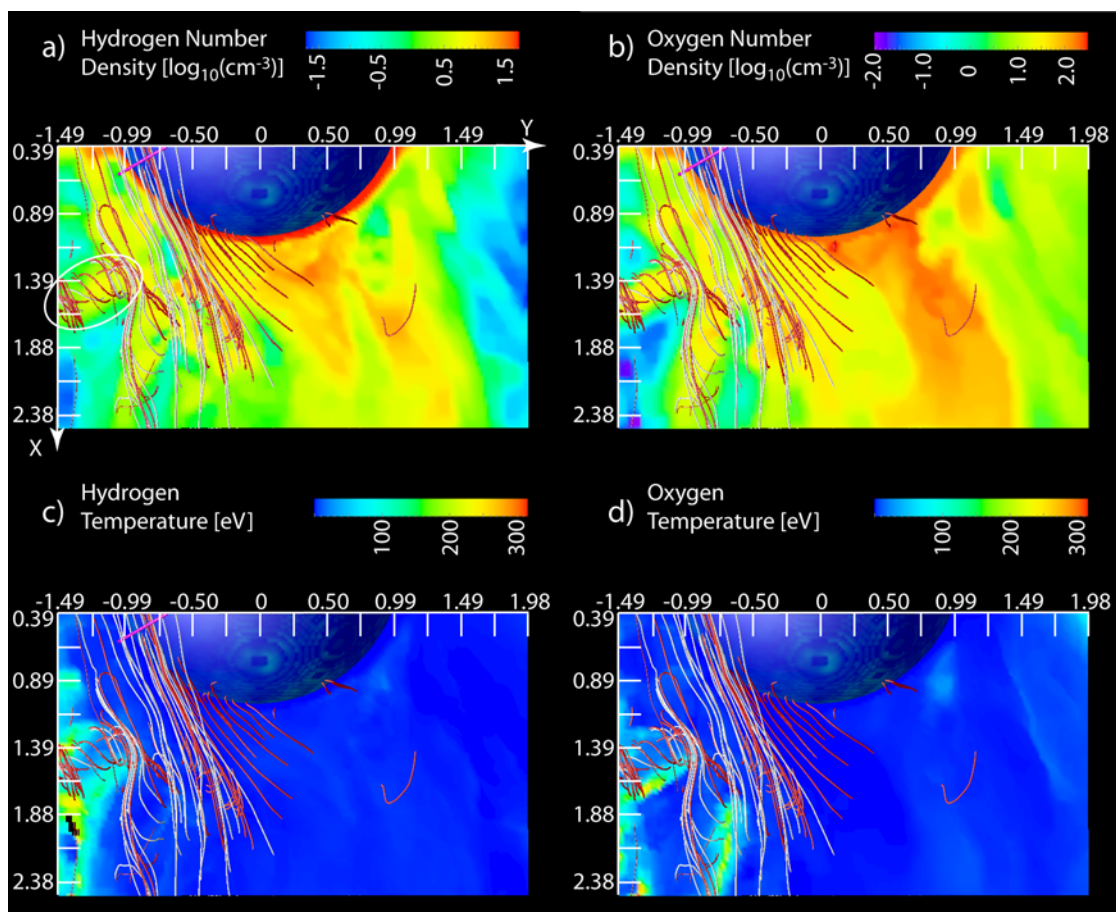 a) Hydrogen Number
Density [log10(cm-3)]
-1.5 -0.5 0.5 1.5
-1.49 -0.99 -0.50 0 0.50 0.99 1.49 Y
0.39
0.89
1.39
1.88
2.38
X
b) Oxygen Number
Density [log10(cm-3)]
-2.0 -1.0 0 1.0 2.0
-1.49 -0.99 -0.50 0 0.50 0.99 1.49 1.98
0.39
0.89
1.39
1.88
2.38
c) Hydrogen
Temperature [eV]
100 200 300
-1.49 -0.99 -0.50 0 0.50 0.99 1.49 1.98
0.39
0.89
1.39
1.88
2.38
d) Oxygen
Temperature [eV]
100 200 300
-1.49 -0.99 -0.50 0 0.50 0.99 1.49 1.98
0.39
0.89
1.39
1.88
2.38